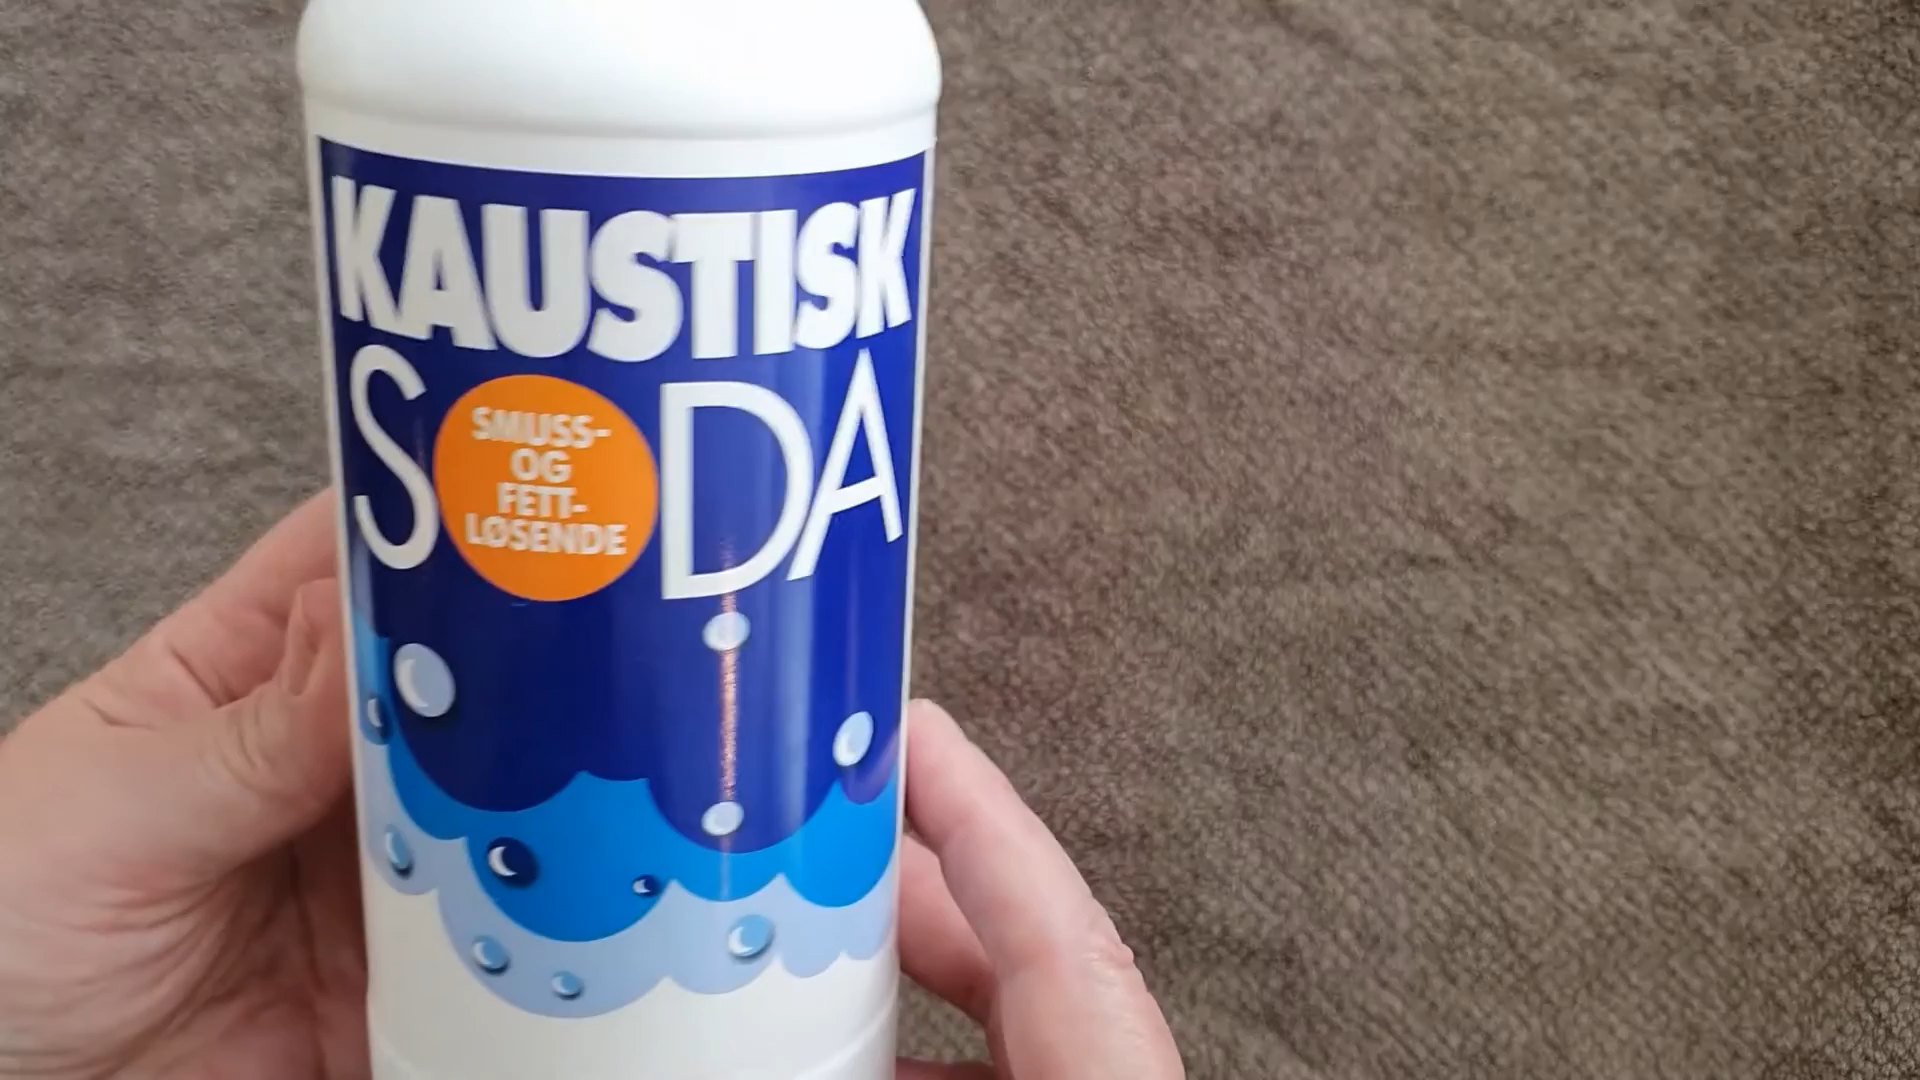 KAUSTISK
SODA
SMUSS-
OG
FETT-
LØSENDE